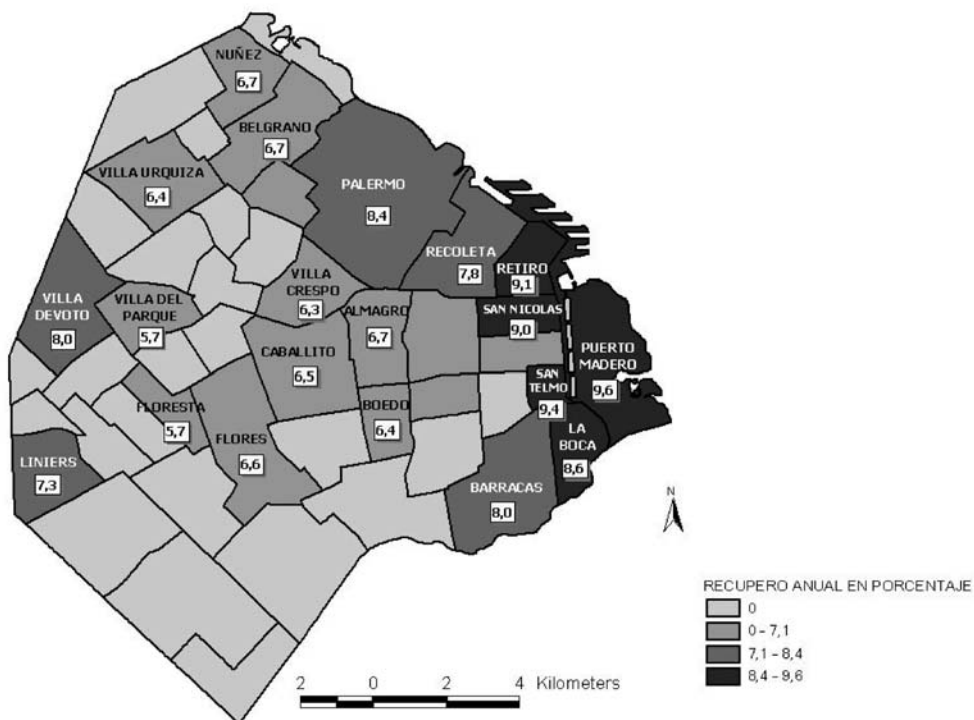 NUÑEZ
6,7
BELGRANO
6,7
VILLA URQUIZA
6,4
PALERMO
8,4
RECOLETA
7,8
RETIRO
9,1
VILLA
CRESPO
6,3
VILLA
DEVOTO
8,0
VILLA DEL
PARQUE
5,7
ALMAGRO
6,7
SAN NICOLAS
9,0
PUERTO
MADERO
9,6
CABALLITO
6,5
SAN
TELMO
9,4
FLORESTA
5,7
BOEDO
6,4
LA
BOCA
8,6
FLORES
6,6
LINIERS
7,3
BARRACAS
8,0
N
RECUPERO ANUAL EN PORCENTAJE
0
0 – 7,1
7,1 – 8,4
8,4 – 9,6
2 0 2 4 Kilometers